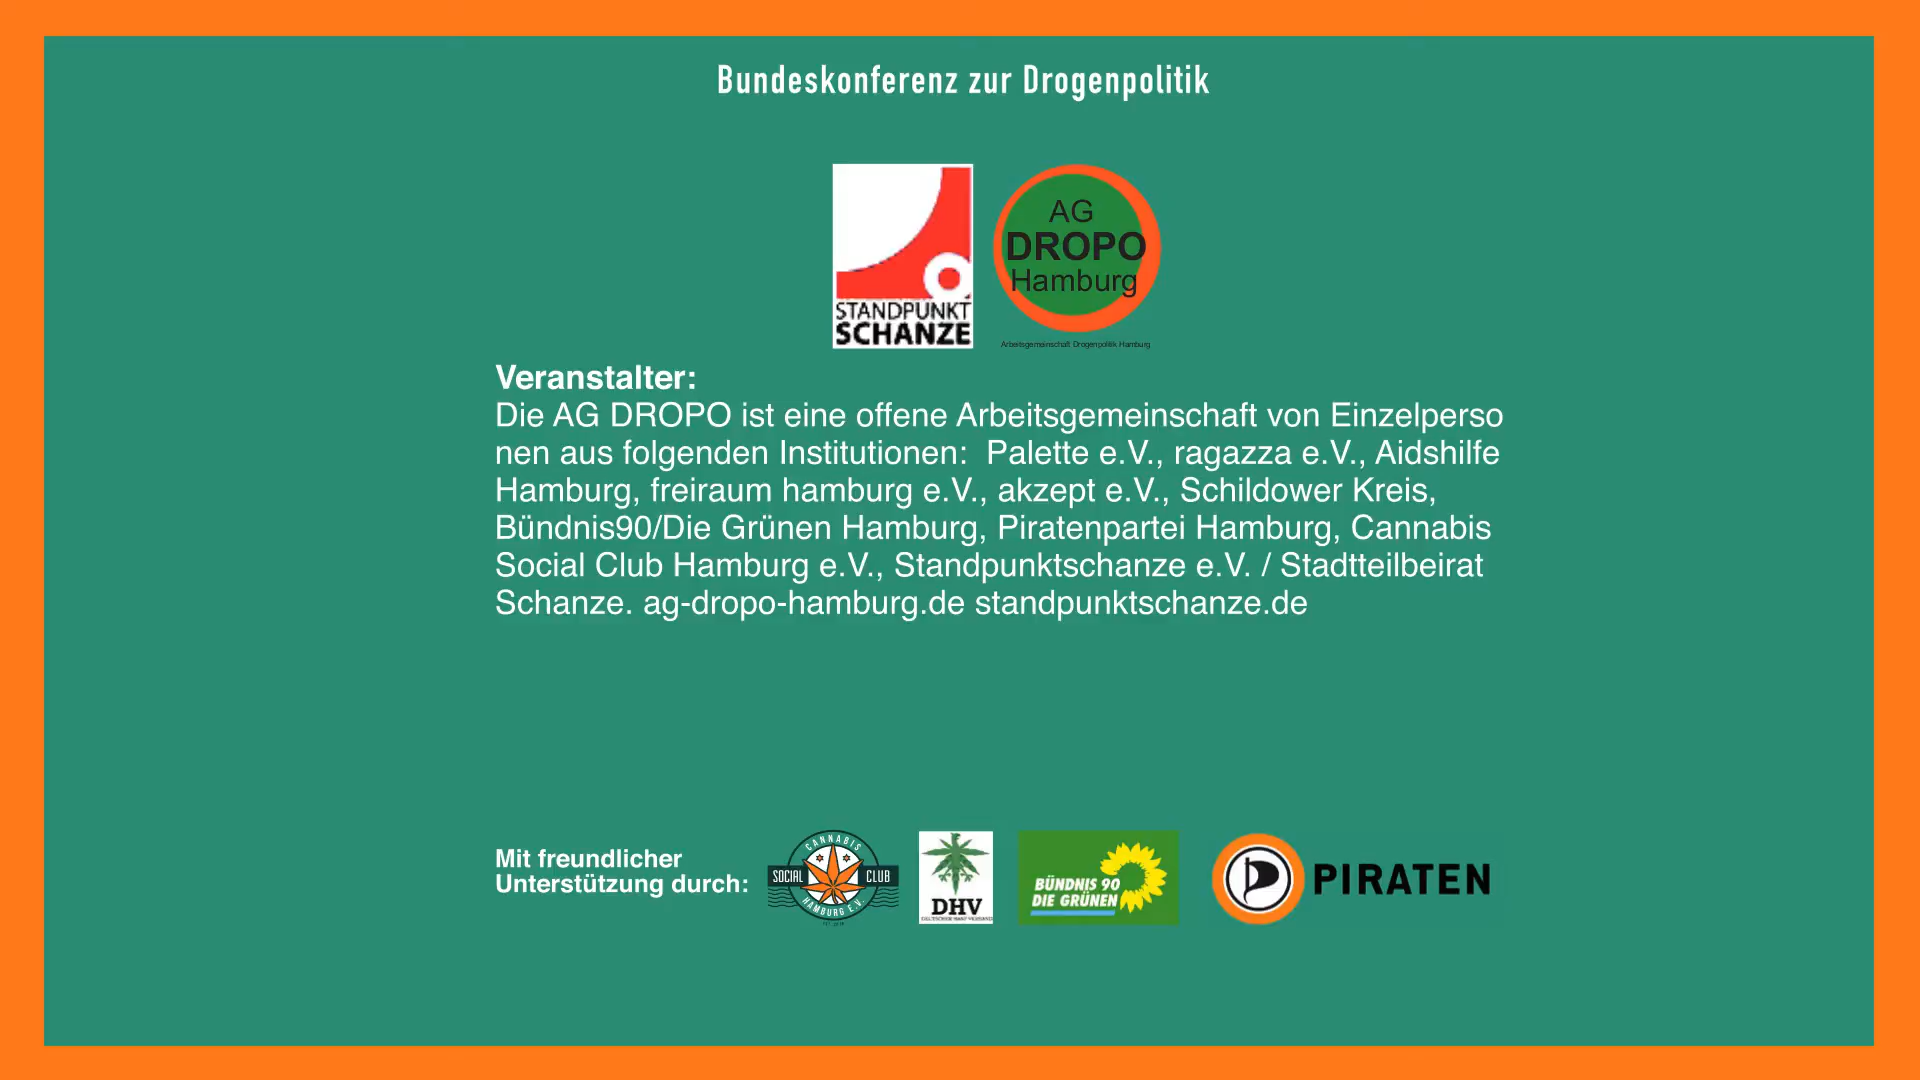 Bundeskonferenz zur Drogenpolitik
STANDPUNKT
SCHANZE
AG
DROPO
Hamburg
Arbeitsgemeinschaft Drogenpolitik Hamburg
Veranstalter:
Die AG DROPO ist eine offene Arbeitsgemeinschaft von Einzelperso
nen aus folgenden Institutionen:  Palette e.V., ragazza e.V., Aidshilfe
Hamburg, freiraum hamburg e.V., akzept e.V., Schildower Kreis,
Bündnis90/Die Grünen Hamburg, Piratenpartei Hamburg, Cannabis
Social Club Hamburg e.V., Standpunktschanze e.V. / Stadtteilbeirat
Schanze. ag-dropo-hamburg.de standpunktschanze.de
Mit freundlicher
Unterstützung durch:
CANNABIS
SOCIAL CLUB
HAMBURG E.V.
DHV
DEUTSCHER HANF VERBAND
BÜNDNIS 90
DIE GRÜNEN
PIRATEN